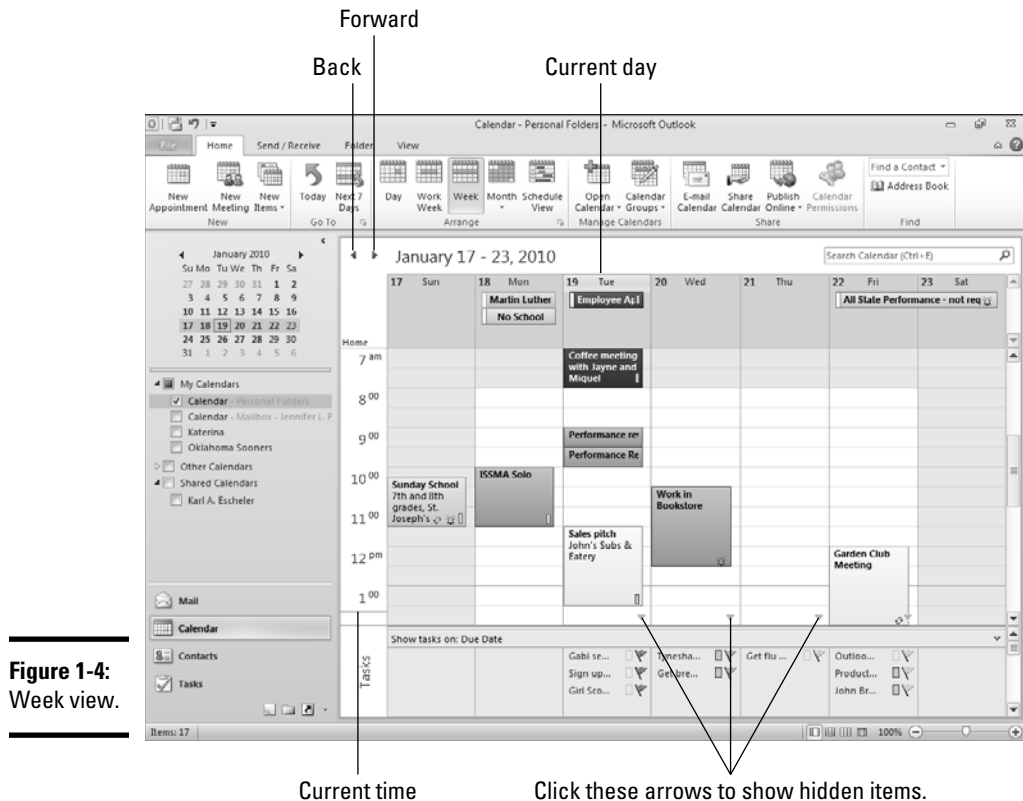 Forward
Back
Current day
Calendar - Personal Folders - Microsoft Outlook
File Home Send / Receive Folder View
New Appointment
New Meeting
New Items
Today
Next 7 Days
Day
Work Week
Week
Month
Schedule View
Open Calendar
Calendar Groups
E-mail Calendar
Share Calendar
Publish Online
Calendar Permissions
Find a Contact
Address Book
New
Go To
Arrange
Manage Calendars
Share
Find
January 2010
Su Mo Tu We Th Fr Sa
27 28 29 30 31 1 2
3 4 5 6 7 8 9
10 11 12 13 14 15 16
17 18 19 20 21 22 23
24 25 26 27 28 29 30
31 1 2 3 4 5 6
My Calendars
Calendar - Personal Folders
Calendar - Mailbox - Jennifer L. F
Katerina
Oklahoma Sooners
Other Calendars
Shared Calendars
Karl A. Escheler
Mail
Calendar
Contacts
Tasks
January 17 - 23, 2010
Search Calendar (Ctrl+E)
17 Sun
18 Mon
19 Tue
20 Wed
21 Thu
22 Fri
23 Sat
Martin Luther
No School
Employee Ap
All State Performance - not req
Home
7 am
8 00
9 00
10 00
11 00
12 pm
1 00
Sunday School
7th and 8th
grades, St.
Joseph's
ISSMA Solo
Coffee meeting
with Jayne and
Miquel
Performance re
Performance Re
Sales pitch
John's Subs &
Eatery
Work in
Bookstore
Garden Club
Meeting
Tasks
Show tasks on: Due Date
Gabi se...
Sign up...
Girl Sco...
Tynesha...
Get bre...
Get flu ...
Outloo...
Product...
John Br...
Items: 17
100%
Figure 1-4:
Week view.
Current time
Click these arrows to show hidden items.